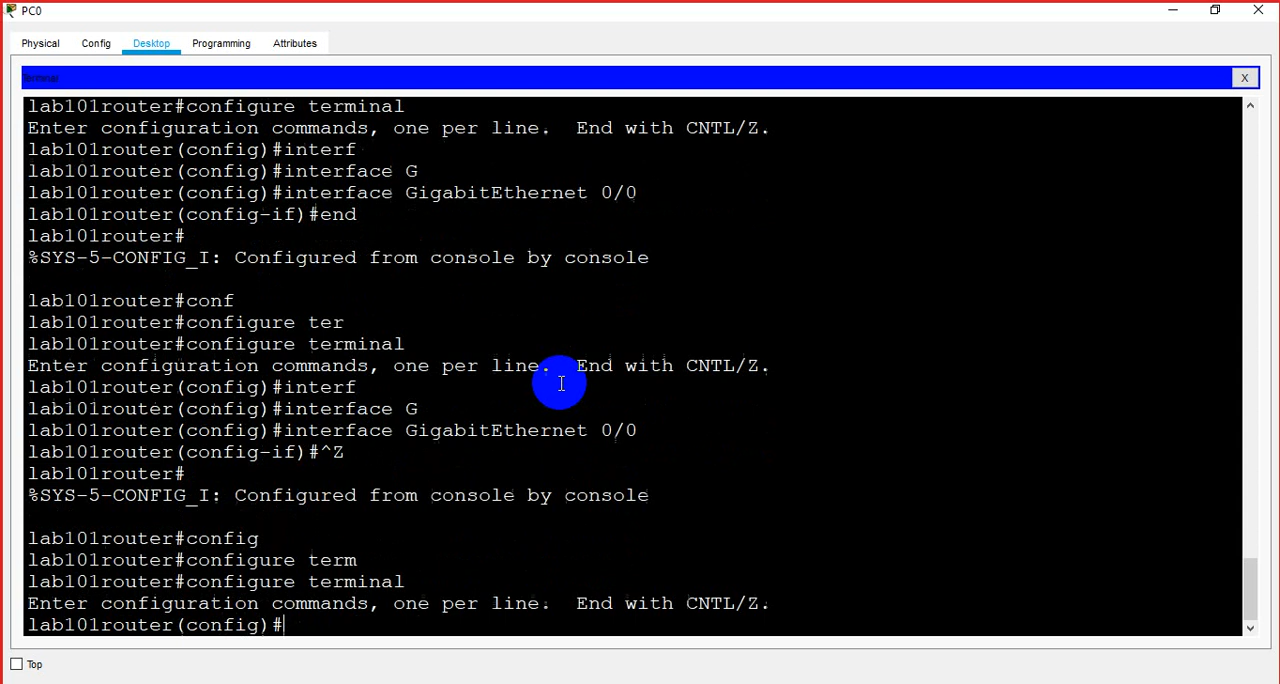 PC0
Physical Config Desktop Programming Attributes
Terminal
X
lab101router#configure terminal
Enter configuration commands, one per line.  End with CNTL/Z.
lab101router(config)#interf
lab101router(config)#interface G
lab101router(config)#interface GigabitEthernet 0/0
lab101router(config-if)#end
lab101router#
%SYS-5-CONFIG_I: Configured from console by console
lab101router#conf
lab101router#configure ter
lab101router#configure terminal
Enter configuration commands, one per line.  End with CNTL/Z.
lab101router(config)#interf
lab101router(config)#interface G
lab101router(config)#interface GigabitEthernet 0/0
lab101router(config-if)#^Z
lab101router#
%SYS-5-CONFIG_I: Configured from console by console
lab101router#config
lab101router#configure term
lab101router#configure terminal
Enter configuration commands, one per line.  End with CNTL/Z.
lab101router(config)#
Top